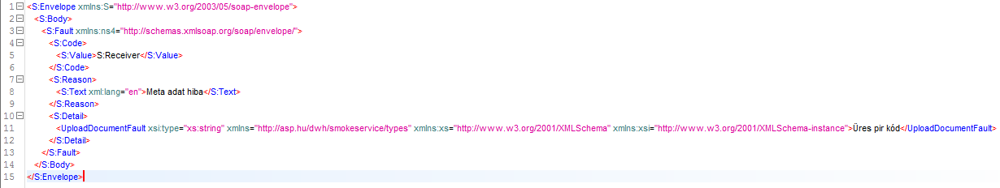 1 <S:Envelope xmlns:S="http://www.w3.org/2003/05/soap-envelope">
2 <S:Body>
3 <S:Fault xmlns:ns4="http://schemas.xmlsoap.org/soap/envelope/">
4 <S:Code>
5 <S:Value>S:Receiver</S:Value>
6 </S:Code>
7 <S:Reason>
8 <S:Text xml:lang="en">Meta adat hiba</S:Text>
9 </S:Reason>
10 <S:Detail>
11 <UploadDocumentFault xsi:type="xs:string" xmlns="http://asp.hu/dwh/smokeservice/types" xmlns:xs="http://www.w3.org/2001/XMLSchema" xmlns:xsi="http://www.w3.org/2001/XMLSchema-instance">Üres pir kód</UploadDocumentFault>
12 </S:Detail>
13 </S:Fault>
14 </S:Body>
15 </S:Envelope>